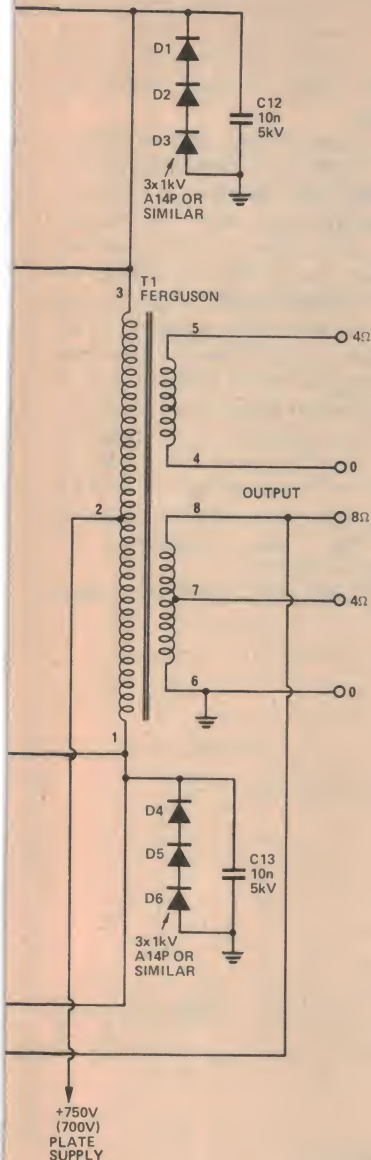 D1
D2
D3
C12
10n
5kV
3x1kV
A14P OR
SIMILAR
T1
FERGUSON
3
5
4Ω
4
0
OUTPUT
2
8
8Ω
7
4Ω
6
0
1
D4
D5
D6
C13
10n
5kV
3x1kV
A14P OR
SIMILAR
+750V
(700V)
PLATE
SUPPLY